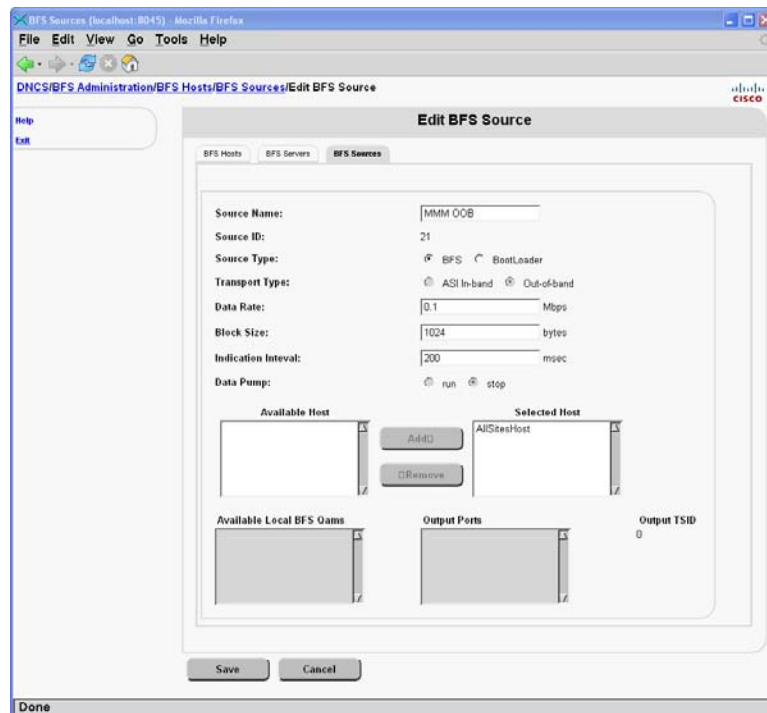 BFS Sources (localhost:8045) - Mozilla Firefox
File Edit View Go Tools Help
DNCS/BFS Administration/BFS Hosts/BFS Sources/Edit BFS Source
CISCO
Help
Exit
Edit BFS Source
BFS Hosts BFS Servers BFS Sources
Source Name: MMM OOB
Source ID: 21
Source Type: BFS BootLoader
Transport Type: ASI In-band Out-of-band
Data Rate: 0.1 Mbps
Block Size: 1024 bytes
Indication Inteval: 200 msec
Data Pump: run stop
Available Host Selected Host
Add
AllSitesHost
Remove
Available Local BFS Qams Output Ports Output TSID
0
Save Cancel
Done